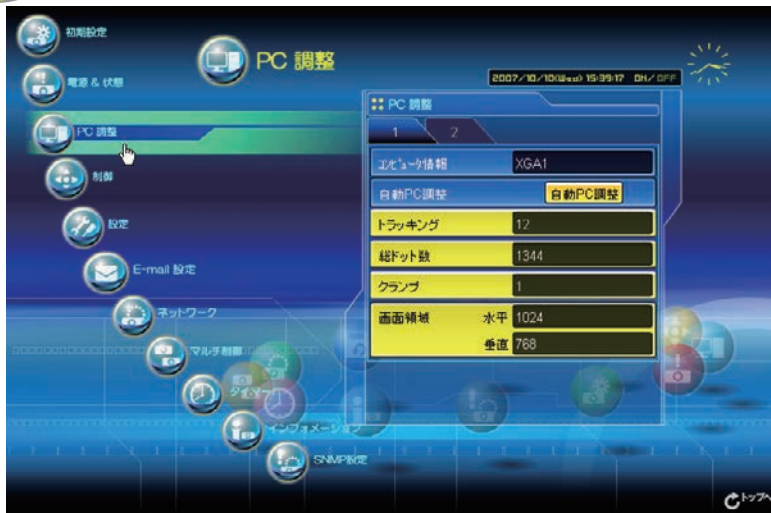 初期設定
PC 調整
電源 & 状態
2007/10/10(Wed) 15:39:17 ON/OFF
PC 調整
PC 調整
1 2
コンピュータ情報 XGA1
制御
自動PC調整 自動PC調整
トラッキング 12
設定
総ドット数 1344
E-mail 設定
クランプ 1
ネットワーク
画面領域 水平 1024
垂直 768
マルチ制御
タイマー
インフォメーション
SNMP設定
トップへ